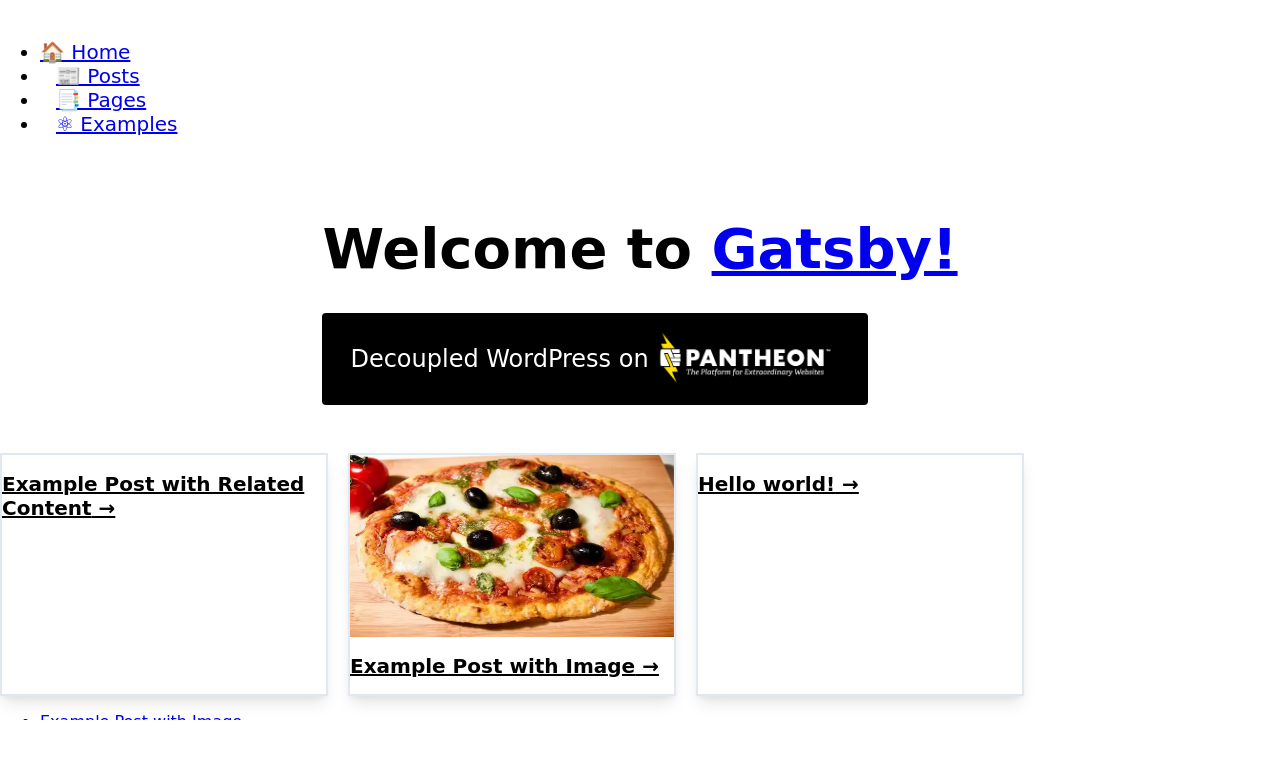 🏠 Home
📰 Posts
📑 Pages
⚛ Examples
Welcome to Gatsby!
Decoupled WordPress on PANTHEON™
The Platform for Extraordinary Websites
Example Post with Related
Content →
Example Post with Image →
Hello world! →
Example Post with Image